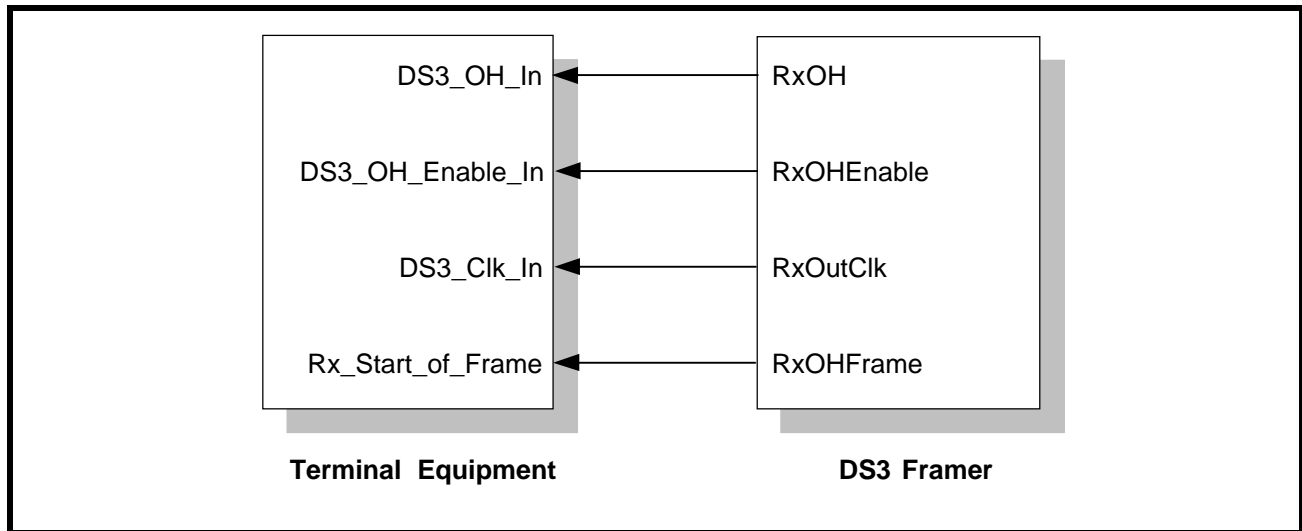 DS3_OH_In
RxOH
DS3_OH_Enable_In
RxOHEnable
DS3_Clk_In
RxOutClk
Rx_Start_of_Frame
RxOHFrame
Terminal Equipment
DS3 Framer